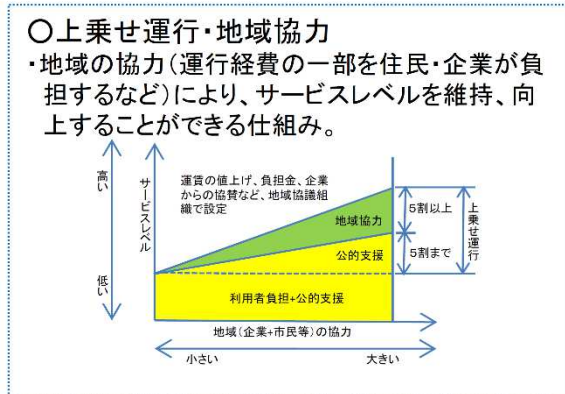 〇上乗せ運行・地域協力
・地域の協力(運行経費の一部を住民・企業が負
担するなど)により、サービスレベルを維持、向
上することができる仕組み。
高い
低い
サービスレベル
運賃の値上げ、負担金、企業
からの協賛など、地域協議組
織で設定
地域協力
公的支援
利用者負担+公的支援
5割以上
5割まで
上乗せ運行
地域(企業+市民等)の協力
小さい
大きい